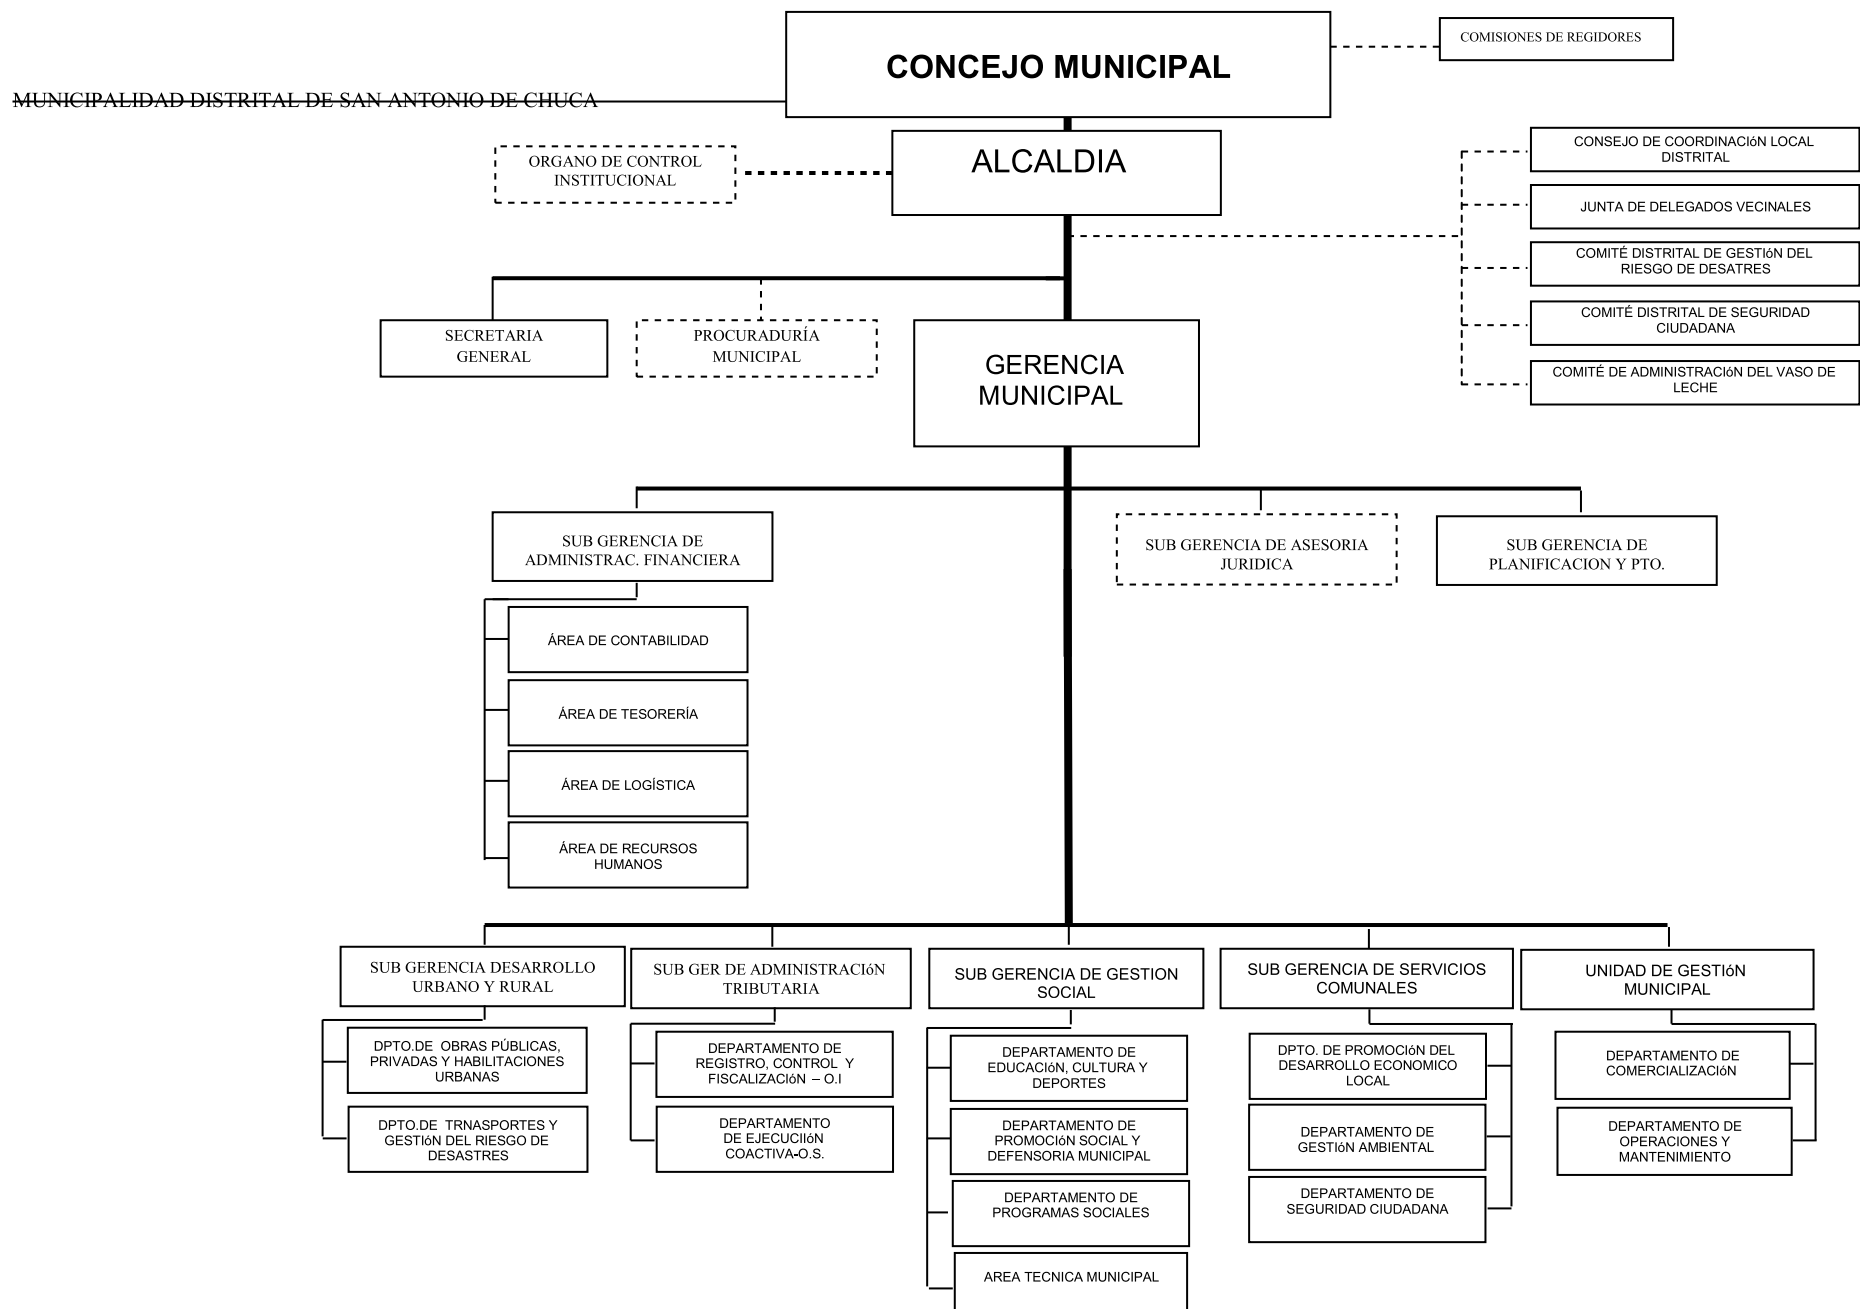 CONCEJO MUNICIPAL
COMISIONES DE REGIDORES
MUNICIPALIDAD DISTRITAL DE SAN ANTONIO DE CHUCA
ALCALDIA
ORGANO DE CONTROL
INSTITUCIONAL
CONSEJO DE COORDINACIóN LOCAL
DISTRITAL
JUNTA DE DELEGADOS VECINALES
COMITÉ DISTRITAL DE GESTIóN DEL
RIESGO DE DESATRES
COMITÉ DISTRITAL DE SEGURIDAD
CIUDADANA
COMITÉ DE ADMINISTRACIóN DEL VASO DE
LECHE
SECRETARIA
GENERAL
PROCURADURÍA
MUNICIPAL
GERENCIA
MUNICIPAL
SUB GERENCIA DE
ADMINISTRAC. FINANCIERA
SUB GERENCIA DE ASESORIA
JURIDICA
SUB GERENCIA DE
PLANIFICACION Y PTO.
ÁREA DE CONTABILIDAD
ÁREA DE TESORERÍA
ÁREA DE LOGÍSTICA
ÁREA DE RECURSOS
HUMANOS
SUB GERENCIA DESARROLLO
URBANO Y RURAL
DPTO.DE OBRAS PÚBLICAS,
PRIVADAS Y HABILITACIONES
URBANAS
DPTO.DE TRNASPORTES Y
GESTIóN DEL RIESGO DE
DESASTRES
SUB GER DE ADMINISTRACIóN
TRIBUTARIA
DEPARTAMENTO DE
REGISTRO, CONTROL Y
FISCALIZACIóN – O.I
DEPARTAMENTO
DE EJECUCIIóN
COACTIVA-O.S.
SUB GERENCIA DE GESTION
SOCIAL
DEPARTAMENTO DE
EDUCACIóN, CULTURA Y
DEPORTES
DEPARTAMENTO DE
PROMOCIóN SOCIAL Y
DEFENSORIA MUNICIPAL
DEPARTAMENTO DE
PROGRAMAS SOCIALES
AREA TECNICA MUNICIPAL
SUB GERENCIA DE SERVICIOS
COMUNALES
DPTO. DE PROMOCIóN DEL
DESARROLLO ECONOMICO
LOCAL
DEPARTAMENTO DE
GESTIóN AMBIENTAL
DEPARTAMENTO DE
SEGURIDAD CIUDADANA
UNIDAD DE GESTIóN
MUNICIPAL
DEPARTAMENTO DE
COMERCIALIZACIóN
DEPARTAMENTO DE
OPERACIONES Y
MANTENIMIENTO